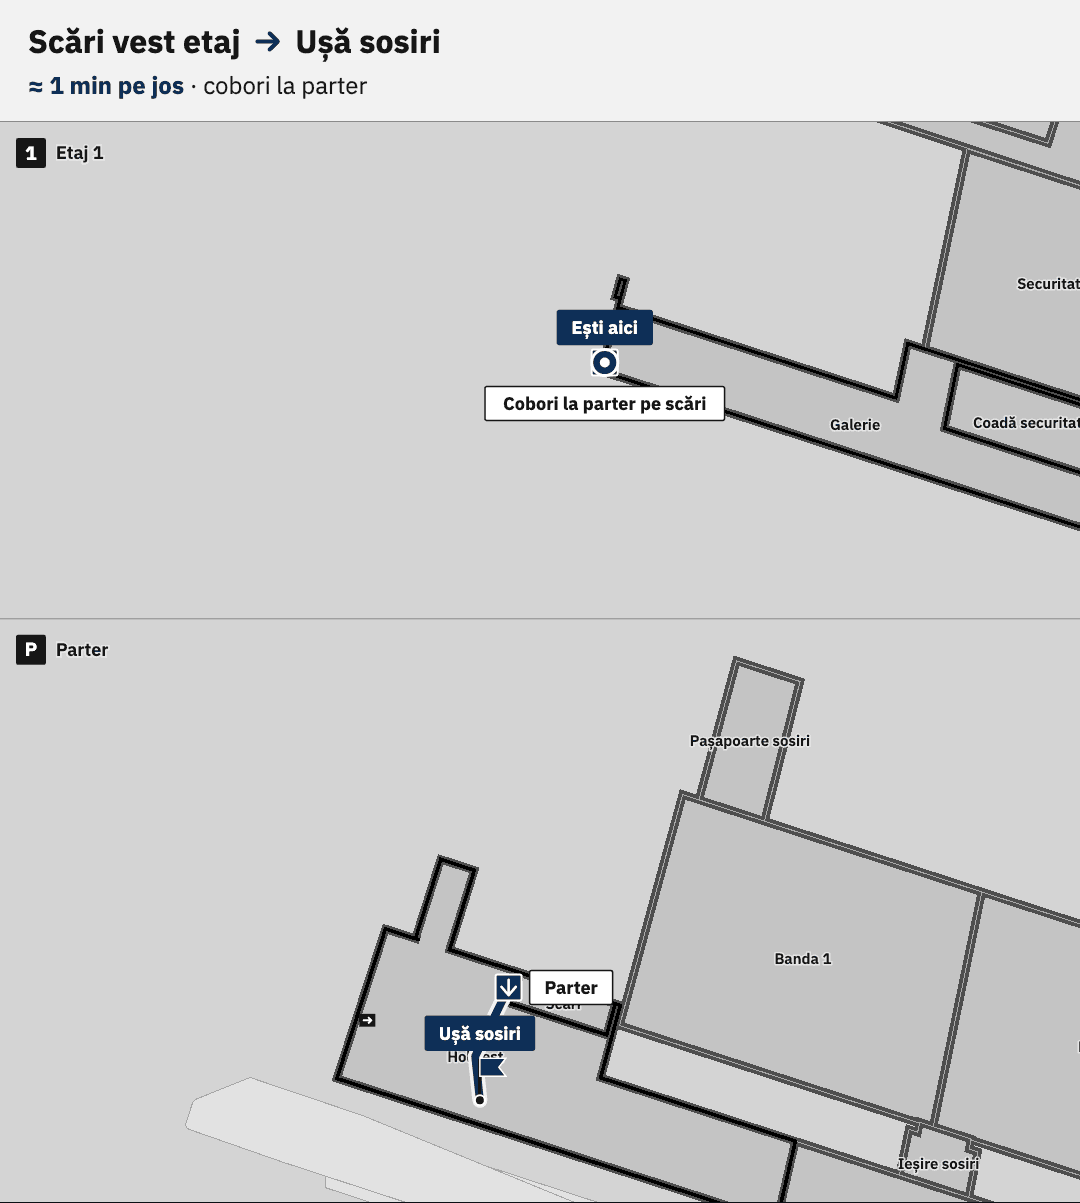 Scări vest etaj → Ușă sosiri
≈ 1 min pe jos · cobori la parter
1 Etaj 1
Securitat
Ești aici
Cobori la parter pe scări
Galerie
Coadă securitat
P Parter
Pașapoarte sosiri
Banda 1
Parter
Scări
Ușă sosiri
Ieșire sosiri